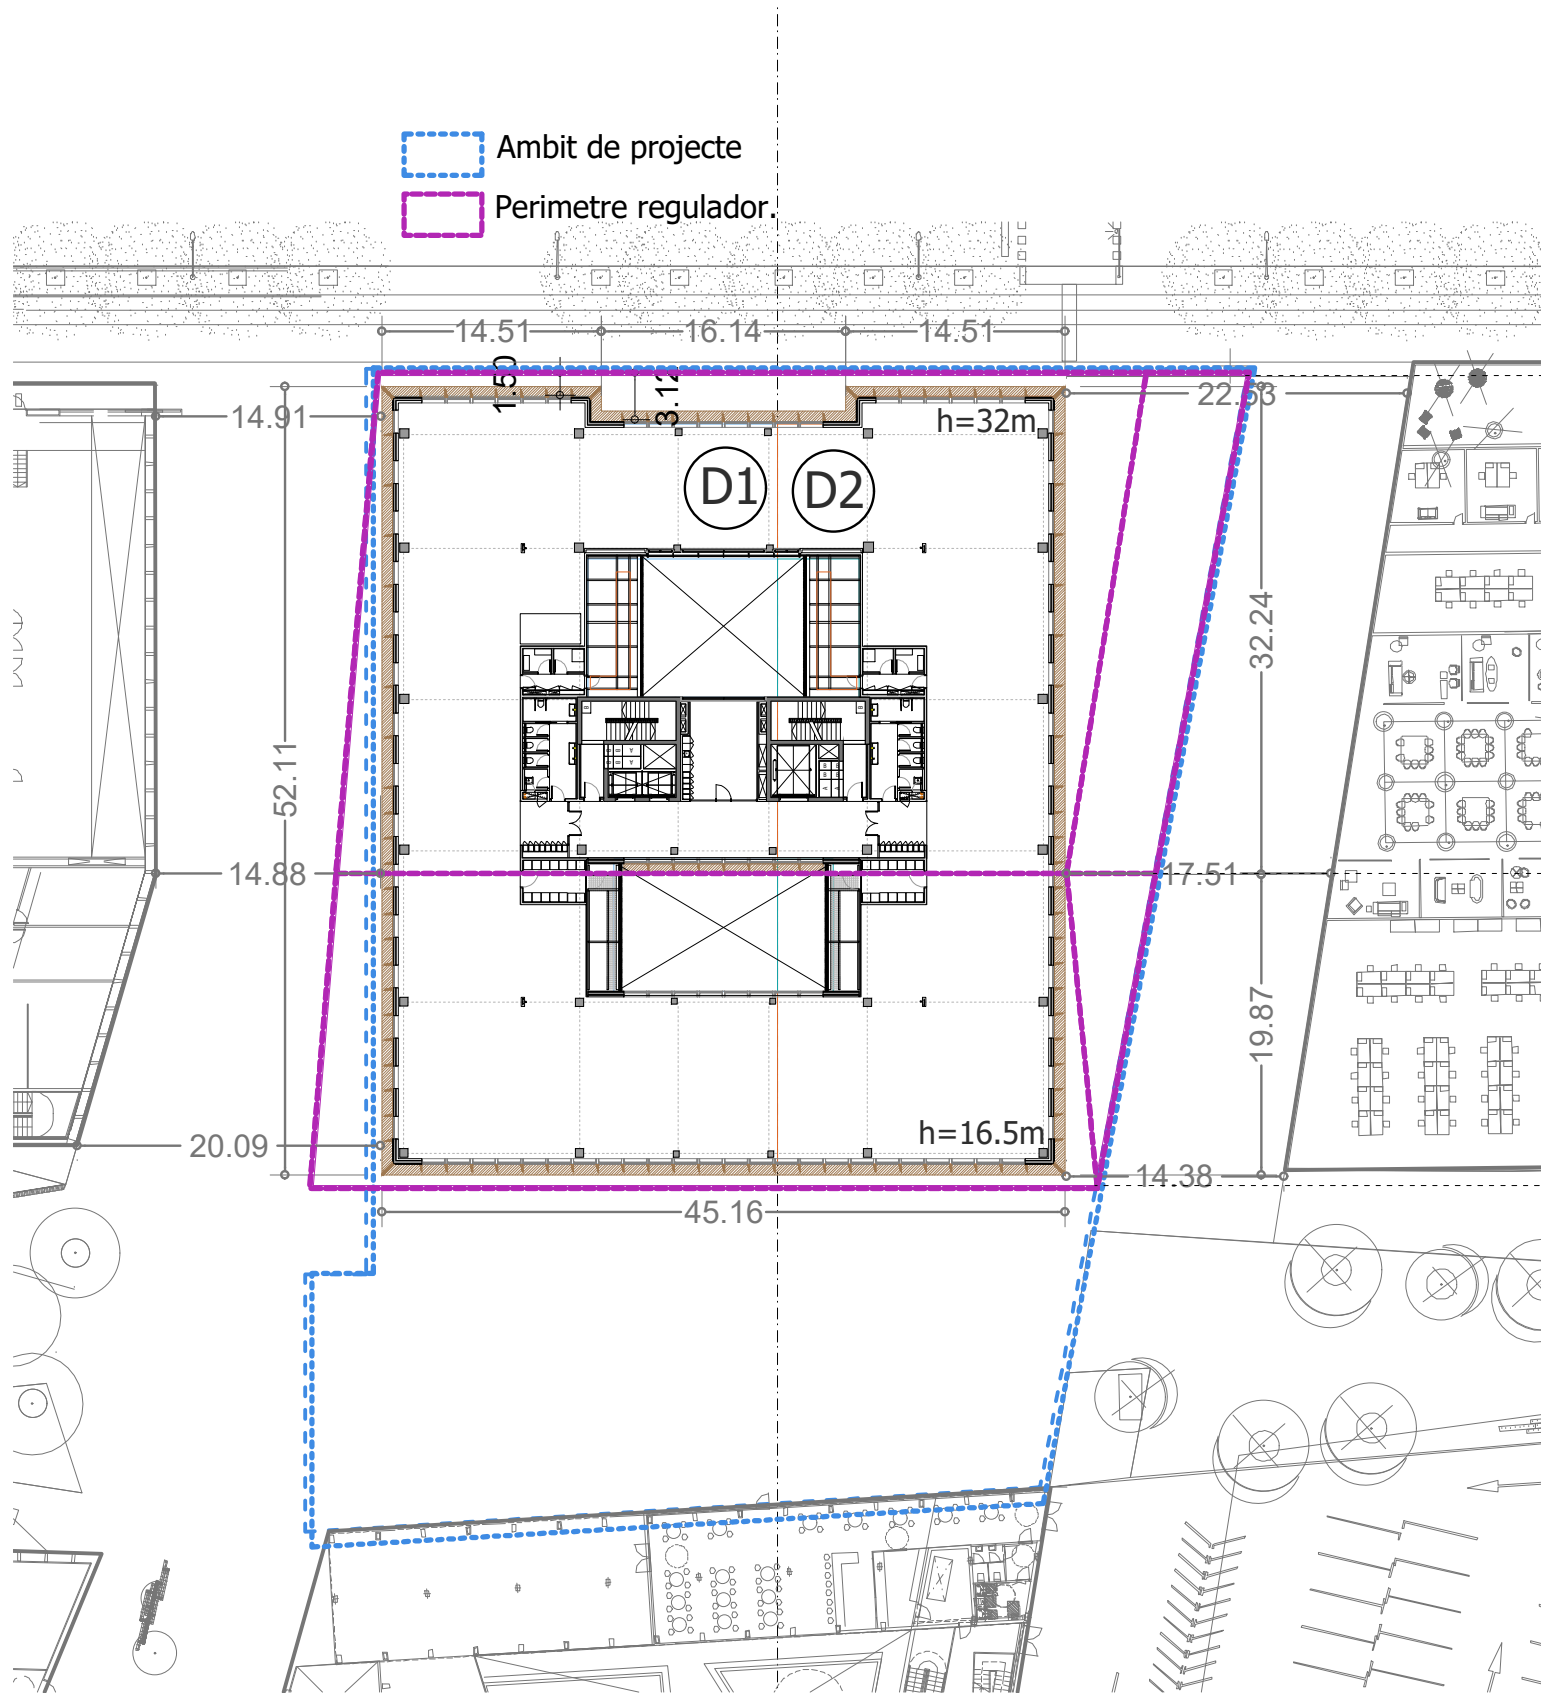 Ambit de projecte
Perimetre regulador.
14.51
16.14
14.51
1.50
3.12
14.91
22.53
h=32m
D1
D2
32.24
52.11
14.88
17.51
19.87
h=16.5m
20.09
14.38
45.16